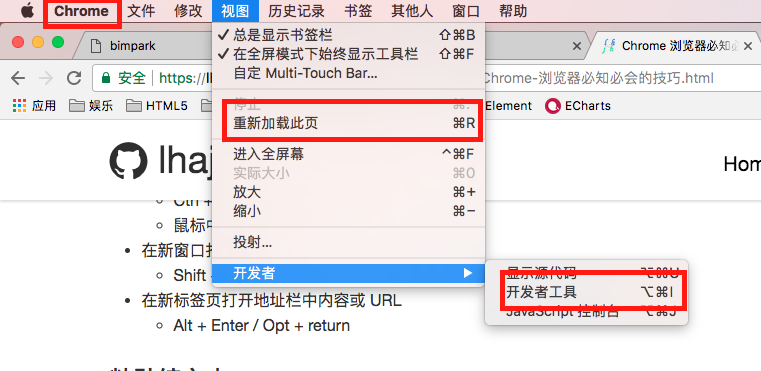 Chrome 文件 修改 视图 历史记录 书签 其他人 窗口 帮助
bimpark
Chrome 浏览器必知必
安全 https://l
Chrome-浏览器必知必会的技巧.html
应用 娱乐 HTML5
Element ECharts
✓ 总是显示书签栏 ⇧⌘B
✓ 在全屏模式下始终显示工具栏 ⇧⌘F
自定 Multi-Touch Bar...
停止 ⌘.
重新加载此页 ⌘R
进入全屏幕 ^⌘F
实际大小 ⌘0
放大 ⌘+
缩小 ⌘−
投射...
开发者
显示源代码 ⌥⌘U
开发者工具 ⌥⌘I
JavaScript 控制台 ⌥⌘J
lhaj
Hom
Ctrl +
鼠标中
在新窗口打
Shift
在新标签页打开地址栏中内容或 URL
Alt + Enter / Opt + return